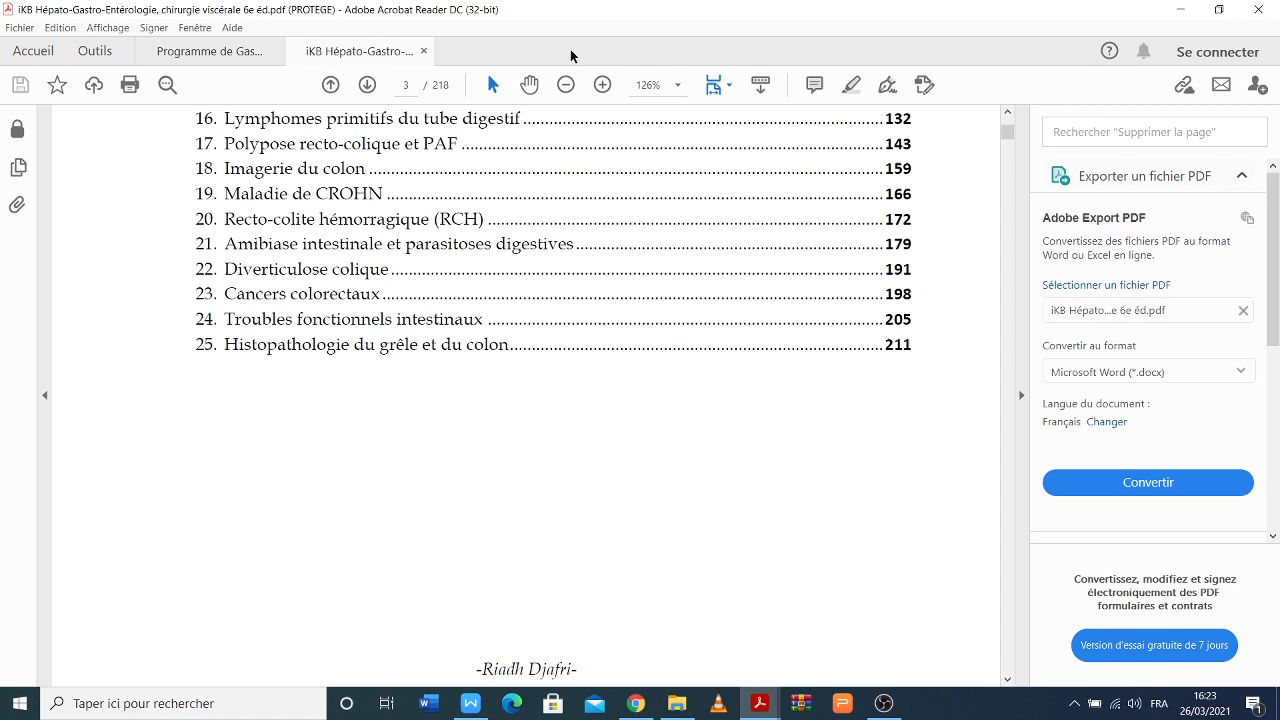 iKB Hépato-Gastro-Entérologie, chirurgie viscérale 6e éd.pdf (PROTEGE) - Adobe Acrobat Reader DC (32-bit)
Fichier Edition Affichage Signer Fenêtre Aide
Accueil Outils Programme de Gas... iKB Hépato-Gastro-... × Se connecter
3 / 218 126%
16. Lymphomes primitifs du tube digestif 132
17. Polypose recto-colique et PAF 143
18. Imagerie du colon 159
19. Maladie de CROHN 166
20. Recto-colite hémorragique (RCH) 172
21. Amibiase intestinale et parasitoses digestives 179
22. Diverticulose colique 191
23. Cancers colorectaux 198
24. Troubles fonctionnels intestinaux 205
25. Histopathologie du grêle et du colon 211
-Riadh Djafri-
Rechercher "Supprimer la page"
Exporter un fichier PDF
Adobe Export PDF
Convertissez des fichiers PDF au format
Word ou Excel en ligne.
Sélectionner un fichier PDF
iKB Hépato...e 6e éd.pdf
Convertir au format
Microsoft Word (*.docx)
Langue du document :
Français Changer
Convertir
Convertissez, modifiez et signez
électroniquement des PDF
formulaires et contrats
Version d'essai gratuite de 7 jours
Taper ici pour rechercher
FRA
16:23
26/03/2021
1